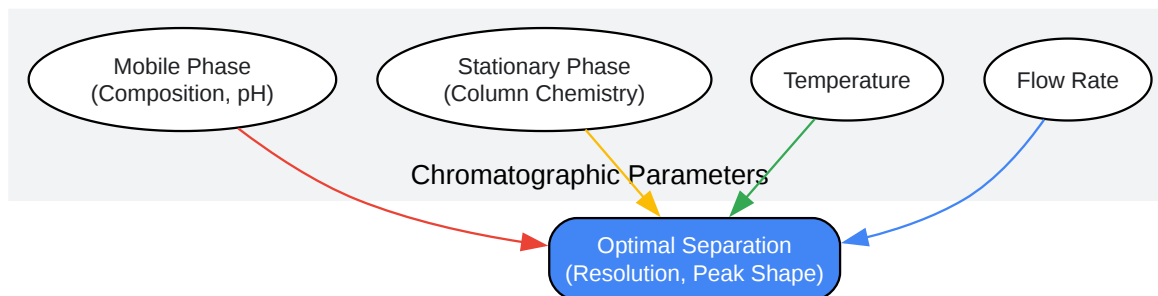 Mobile Phase
(Composition, pH)
Stationary Phase
(Column Chemistry)
Temperature
Flow Rate
Chromatographic Parameters
Optimal Separation
(Resolution, Peak Shape)